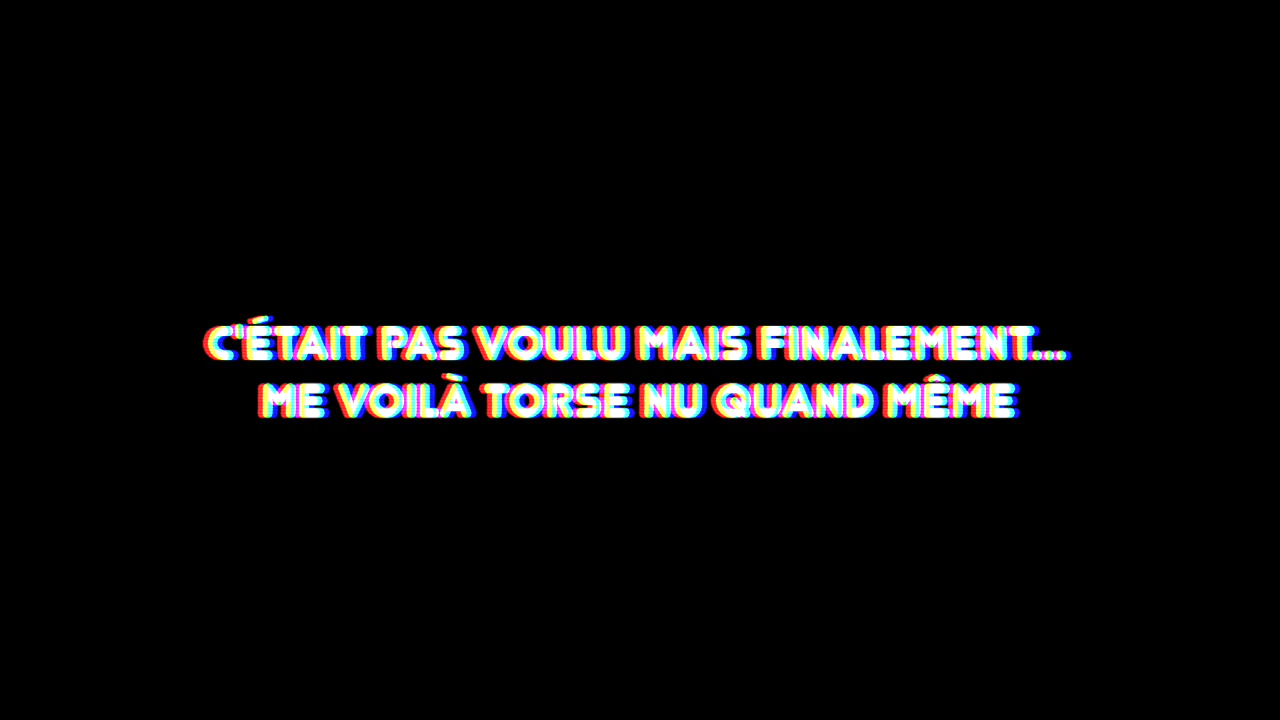 C'ÉTAIT PAS VOULU MAIS FINALEMENT...
ME VOILÀ TORSE NU QUAND MÊME